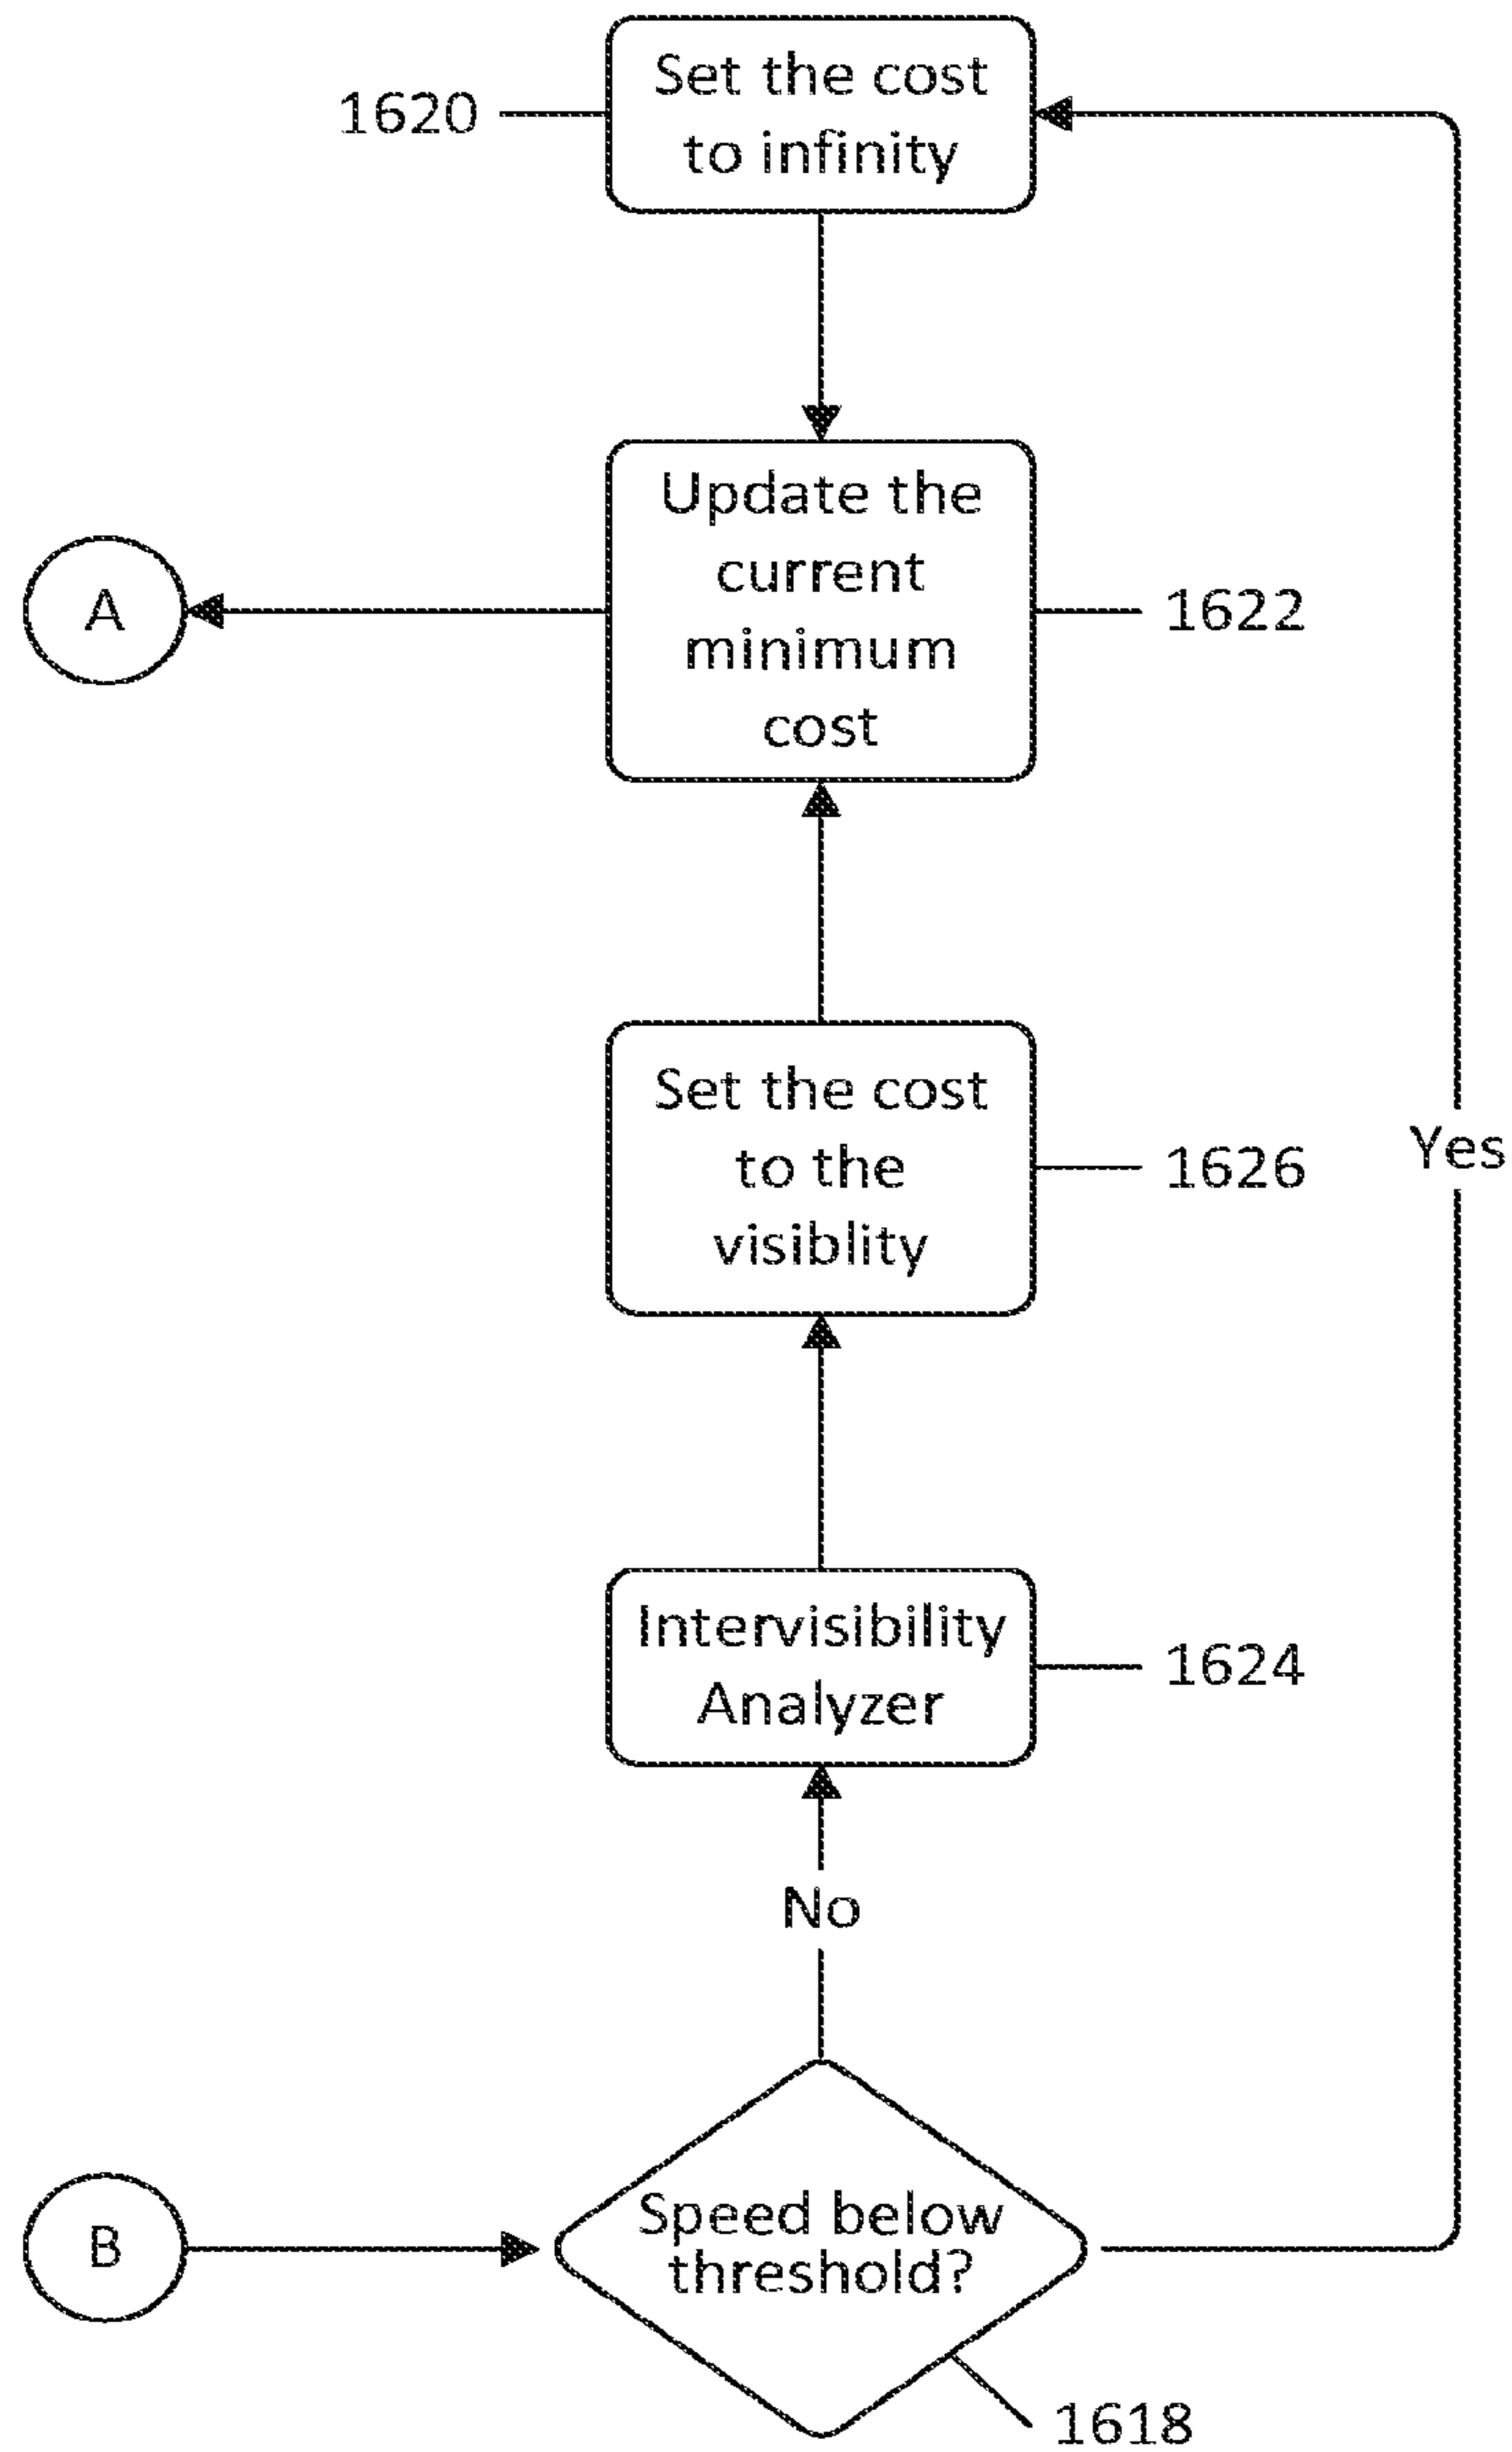 Set the cost
to infinity
1620
Update the
current
minimum
cost
1622
A
Set the cost
to the
visiblity
1626
Yes
Intervisibility
Analyzer
1624
No
B
Speed below
threshold?
1618